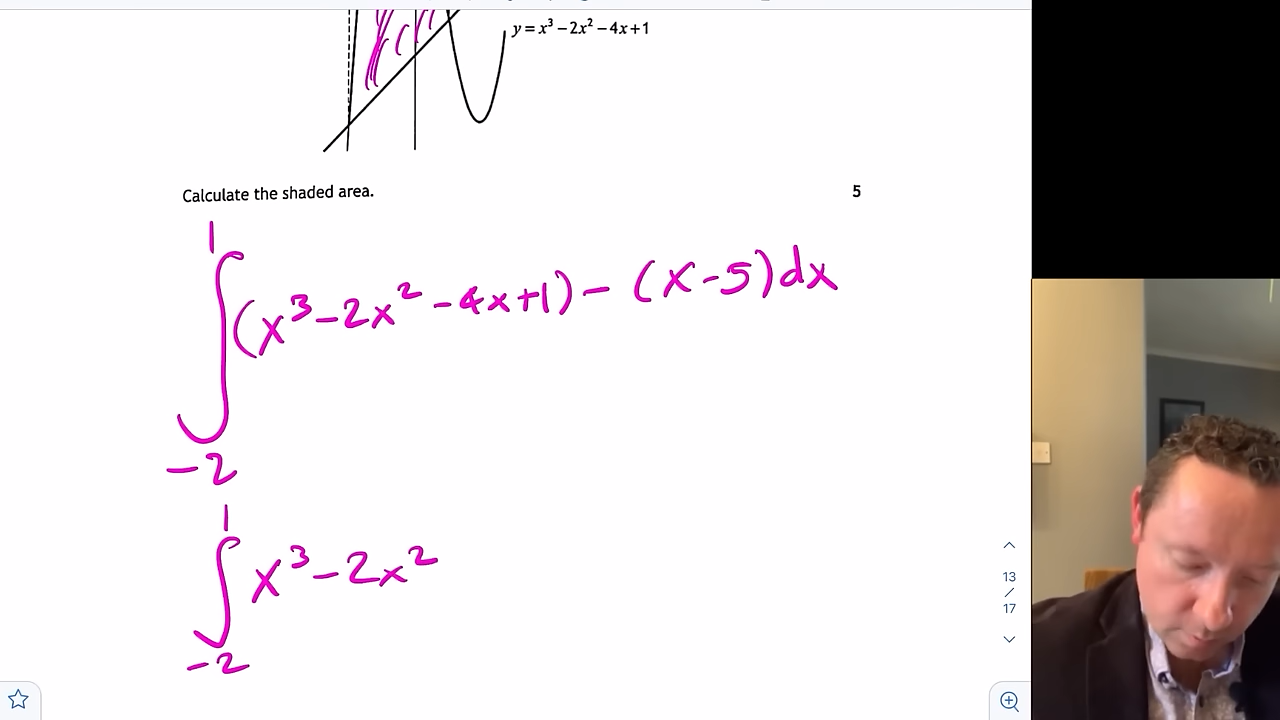 y = x³ – 2x² – 4x + 1
Calculate the shaded area.
5
1
∫ (x³ – 2x² – 4x + 1) – (x – 5) dx
–2
1
∫ x³ – 2x²
–2
13
/
17